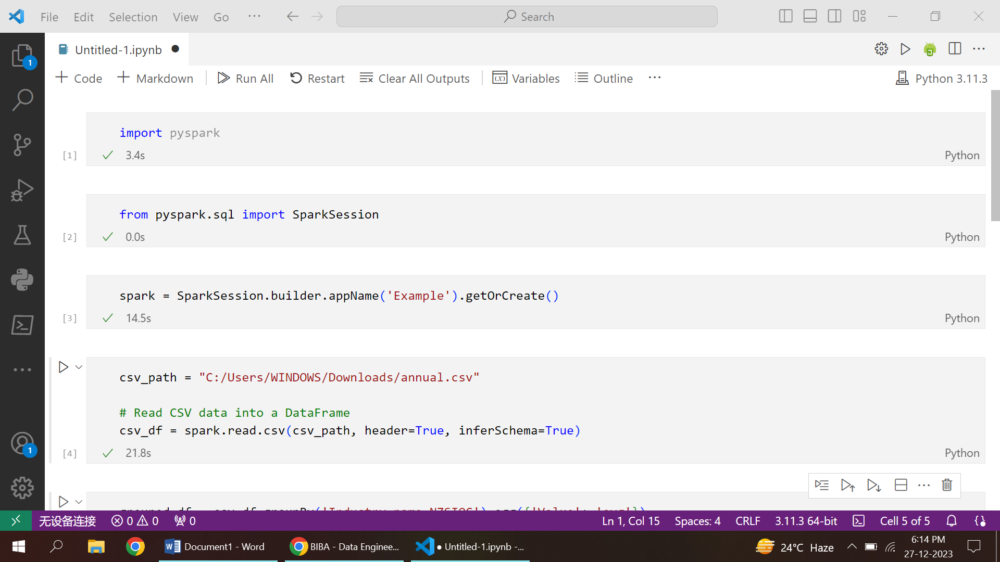 File Edit Selection View Go ··· Search
Untitled-1.ipynb
Code Markdown Run All Restart Clear All Outputs Variables Outline ··· Python 3.11.3
import pyspark
[1] 3.4s Python
from pyspark.sql import SparkSession
[2] 0.0s Python
spark = SparkSession.builder.appName('Example').getOrCreate()
[3] 14.5s Python
csv_path = "C:/Users/WINDOWS/Downloads/annual.csv"
# Read CSV data into a DataFrame
csv_df = spark.read.csv(csv_path, header=True, inferSchema=True)
[4] 21.8s Python
无设备连接 0 0 0 Ln 1, Col 15 Spaces: 4 CRLF 3.11.3 64-bit Cell 5 of 5
Document1 - Word BIBA - Data Enginee... ● Untitled-1.ipynb -... 24°C Haze 6:14 PM
27-12-2023